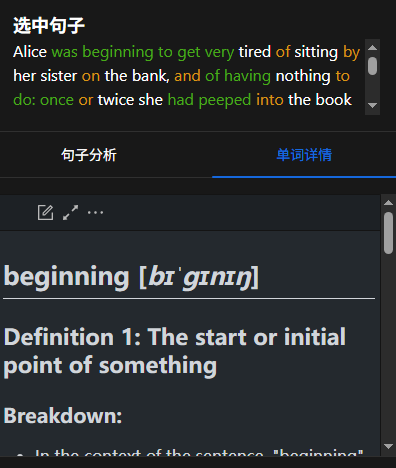 选中句子
Alice was beginning to get very tired of sitting by
her sister on the bank, and of having nothing to
do: once or twice she had peeped into the book
句子分析 单词详情
beginning [bɪˈɡɪnɪŋ]
Definition 1: The start or initial
point of something
Breakdown:
In the context of the sentence, "beginning"